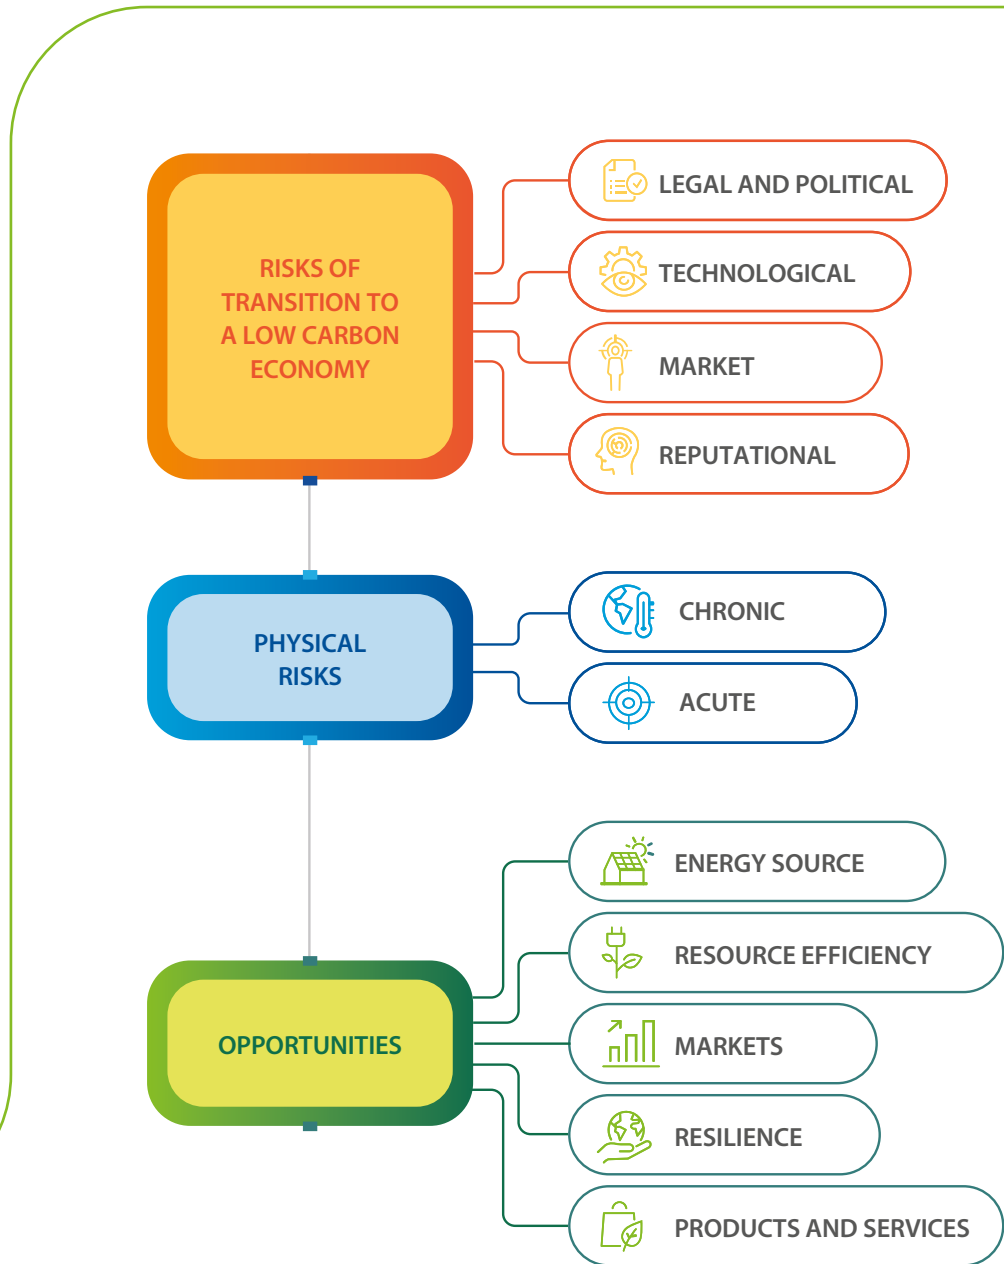 RISKS OF
TRANSITION TO
A LOW CARBON
ECONOMY
LEGAL AND POLITICAL
TECHNOLOGICAL
MARKET
REPUTATIONAL
PHYSICAL
RISKS
CHRONIC
ACUTE
OPPORTUNITIES
ENERGY SOURCE
RESOURCE EFFICIENCY
MARKETS
RESILIENCE
PRODUCTS AND SERVICES